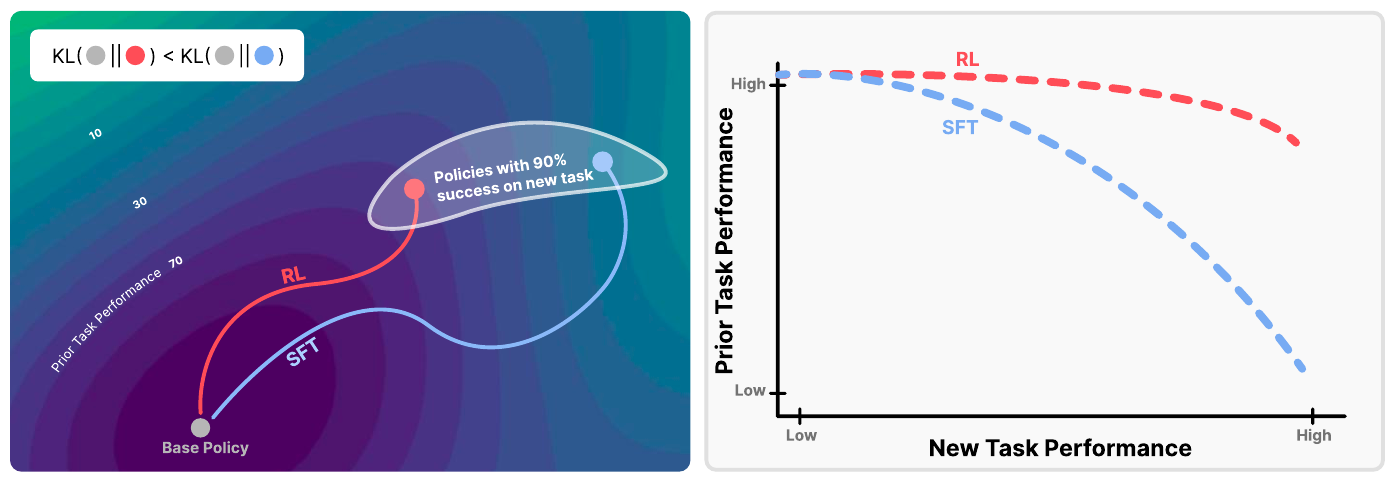 KL( || ) < KL( || )
10
30
70
Prior Task Performance
Policies with 90%
success on new task
RL
SFT
Base Policy
RL
SFT
High
Low
Prior Task Performance
Low
High
New Task Performance